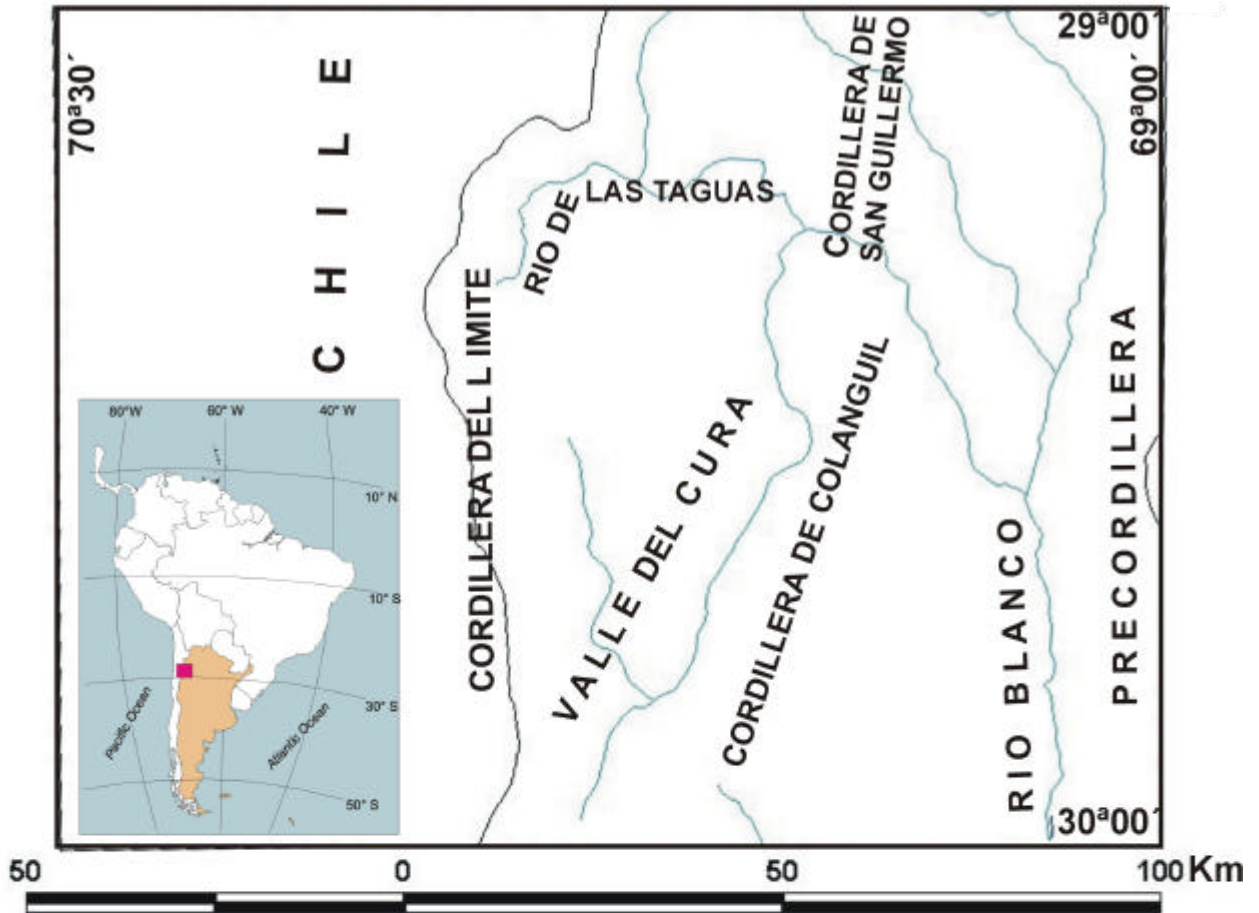 29ª00´
70ª30´
69ª00´
CHILE
CORDILLERA DE
SAN GUILLERMO
RIO DE
LAS TAGUAS
CORDILLERA DEL LIMITE
VALLE DEL CURA
CORDILLERA DE COLANGUIL
RIO BLANCO
PRECORDILLERA
30ª00´
80°W
60° W
40° W
10° N
10° S
30° S
50° S
Pacific Ocean
Atlantic Ocean
50 0 50 100 Km